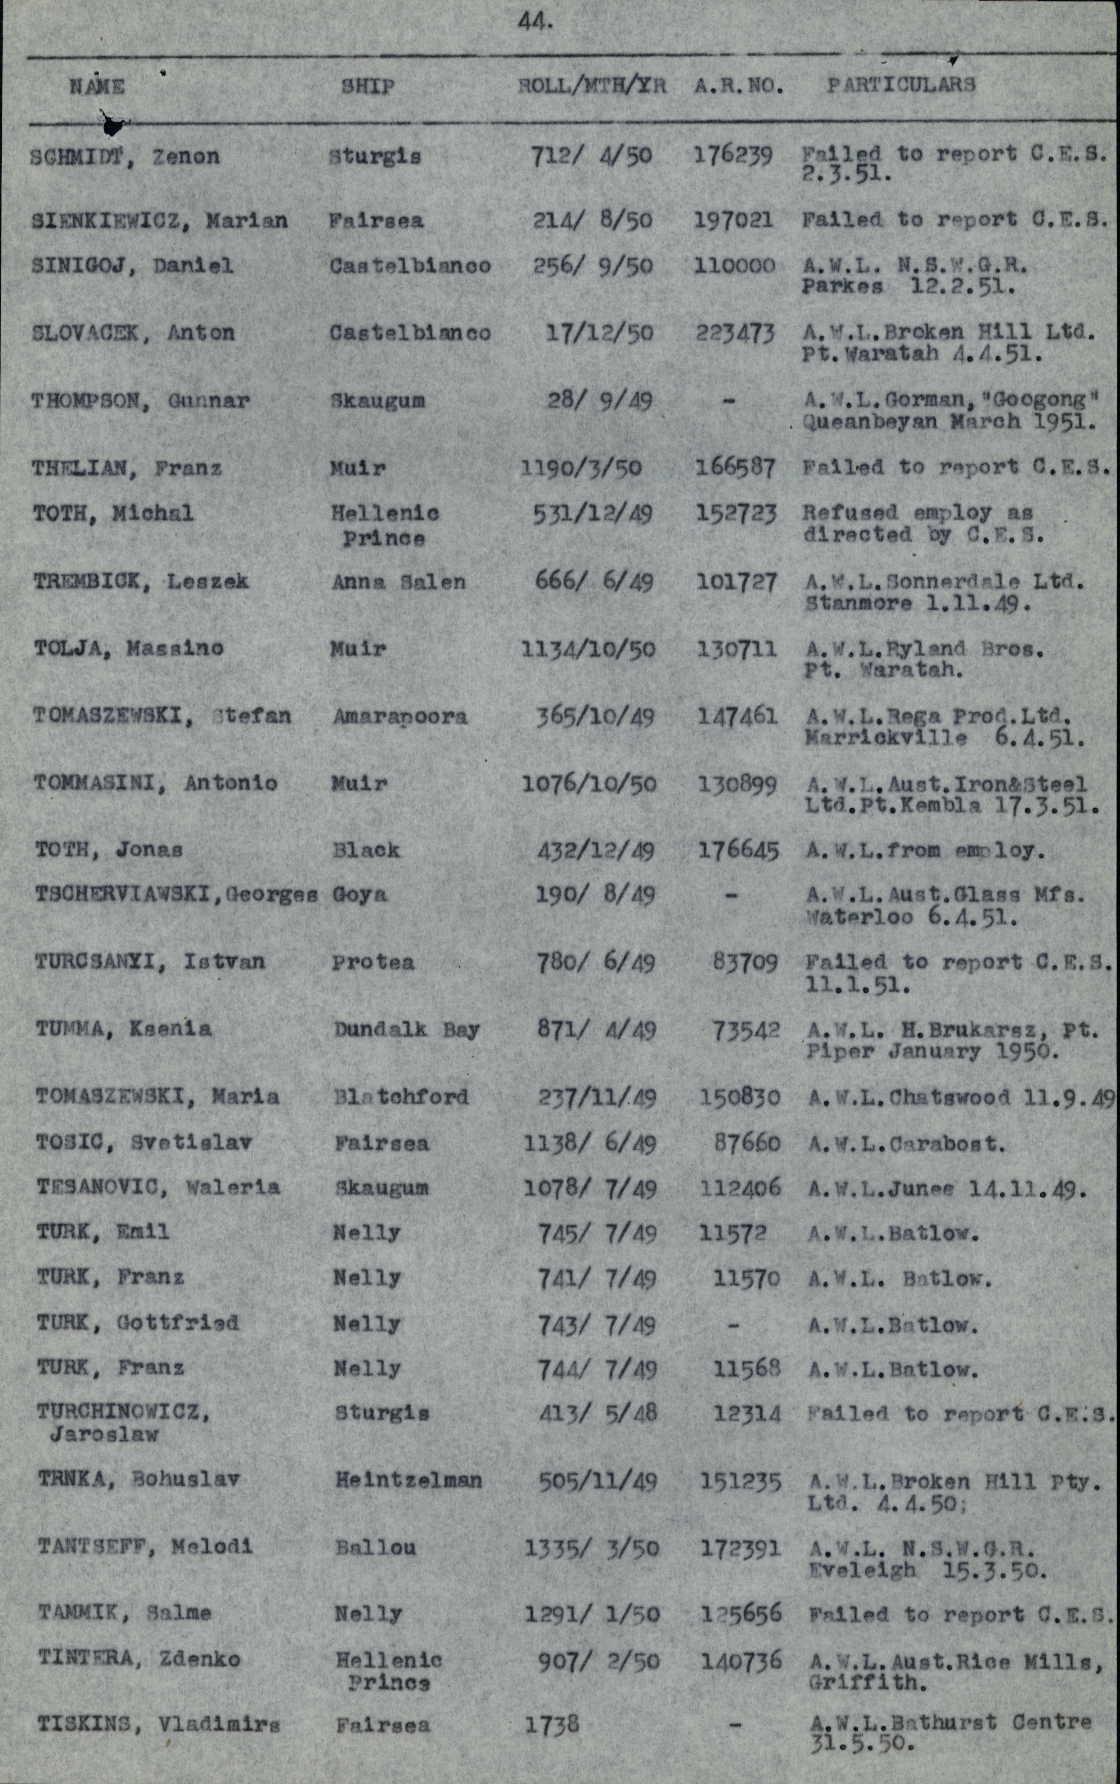 44.
NAME SHIP ROLL/MTH/YR A.R.NO. PARTICULARS
SCHMIDT, Zenon Sturgis 712/ 4/50 176239 Failed to report C.E.S.
2.3.51.
SIENKIEWICZ, Marian Fairsea 214/ 8/50 197021 Failed to report C.E.S.
SINIGOJ, Daniel Castelbianco 256/ 9/50 110000 A.W.L. N.S.W.G.R.
Parkes 12.2.51.
SLOVACEK, Anton Castelbianco 17/12/50 223473 A.W.L.Broken Hill Ltd.
Pt.Waratah 4.4.51.
THOMPSON, Gunnar Skaugum 28/ 9/49 - A.W.L.Gorman,"Googong"
Queanbeyan March 1951.
THELIAN, Franz Muir 1190/3/50 166587 Failed to report C.E.S.
TOTH, Michal Hellenic 531/12/49 152723 Refused employ as
Prince directed by C.E.S.
TREMBICK, Leszek Anna Salen 666/ 6/49 101727 A.W.L.Sonnerdale Ltd.
Stanmore 1.11.49.
TOLJA, Massino Muir 1134/10/50 130711 A.W.L.Ryland Bros.
Pt. Waratah.
TOMASZEWSKI, Stefan Amarapoora 365/10/49 147461 A.W.L.Rega Prod.Ltd.
Marrickville 6.4.51.
TOMMASINI, Antonio Muir 1076/10/50 130899 A.W.L.Aust.Iron&Steel
Ltd.Pt.Kembla 17.3.51.
TOTH, Jonas Black 432/12/49 176645 A.W.L.from employ.
TSCHERVIAWSKI,Georges Goya 190/ 8/49 - A.W.L.Aust.Glass Mfs.
Waterloo 6.4.51.
TURCSANYI, Istvan Protea 780/ 6/49 83709 Failed to report C.E.S.
11.1.51.
TUMMA, Ksenia Dundalk Bay 871/ 4/49 73542 A.W.L. H.Brukarsz, Pt.
Piper January 1950.
TOMASZEWSKI, Maria Blatchford 237/11/49 150830 A.W.L.Chatswood 11.9.49
TOSIC, Svetislav Fairsea 1138/ 6/49 87660 A.W.L.Carabost.
TESANOVIC, Waleria Skaugum 1078/ 7/49 112406 A.W.L.Junee 14.11.49.
TURK, Emil Nelly 745/ 7/49 11572 A.W.L.Batlow.
TURK, Franz Nelly 741/ 7/49 11570 A.W.L. Batlow.
TURK, Gottfried Nelly 743/ 7/49 - A.W.L.Batlow.
TURK, Franz Nelly 744/ 7/49 11568 A.W.L.Batlow.
TURCHINOWICZ, Sturgis 413/ 5/48 12314 Failed to report C.E.S.
Jaroslaw
TRNKA, Bohuslav Heintzelman 505/11/49 151235 A.W.L.Broken Hill Pty.
Ltd. 4.4.50;
TANTSEFF, Melodi Ballou 1335/ 3/50 172391 A.W.L. N.S.W.G.R.
Eveleigh 15.3.50.
TAMMIK, Salme Nelly 1291/ 1/50 125656 Failed to report C.E.S.
TINTERA, Zdenko Hellenic 907/ 2/50 140736 A.W.L.Aust.Rice Mills,
Prince Griffith.
TISKINS, Vladimirs Fairsea 1738 - A.W.L.Bathurst Centre
31.5.50.